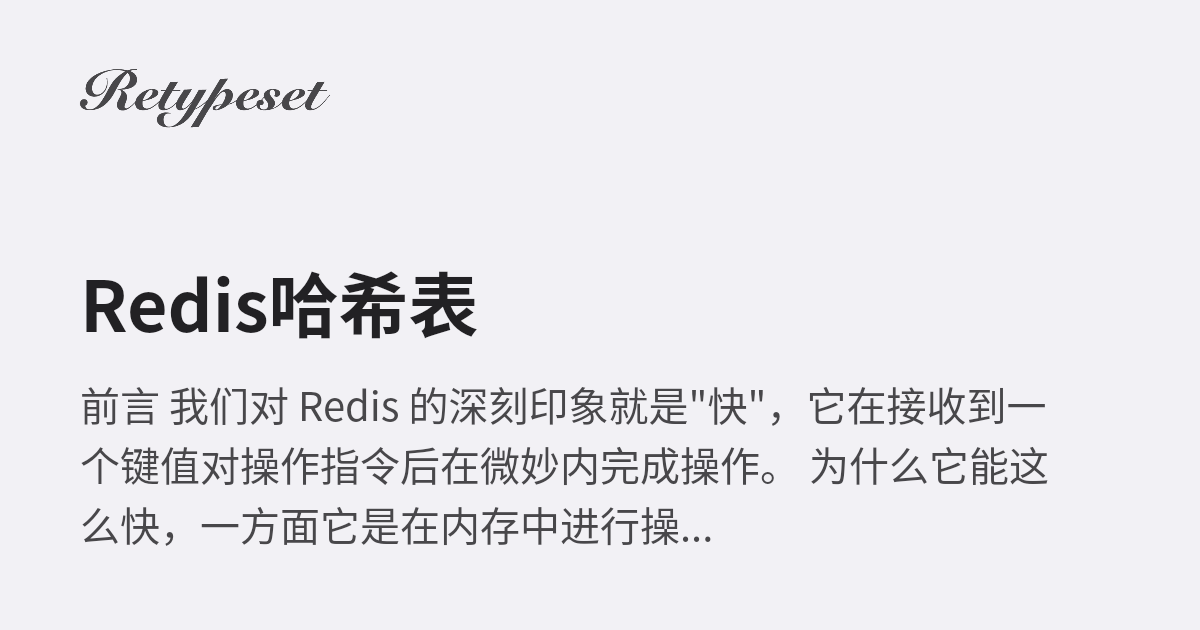 Retypeset
Redis哈希表
前言 我们对 Redis 的深刻印象就是"快"，它在接收到一
个键值对操作指令后在微妙内完成操作。 为什么它能这
么快，一方面它是在内存中进行操...